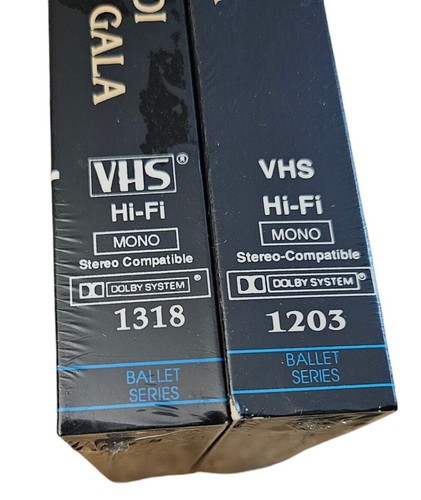 DI
GALA
VHS®
Hi-Fi
MONO
Stereo Compatible
DOLBY SYSTEM®
1318
BALLET
SERIES
VHS
Hi-Fi
MONO
Stereo-Compatible
DOLBY SYSTEM®
1203
BALLET
SERIES